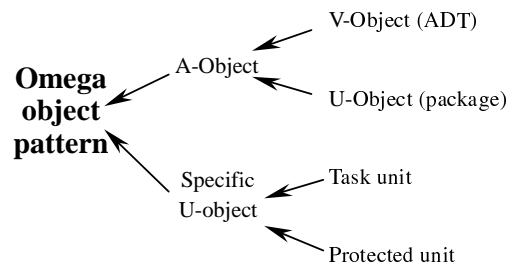 V-Object (ADT)
A-Object
Omega
object
pattern
U-Object (package)
Specific
U-object
Task unit
Protected unit